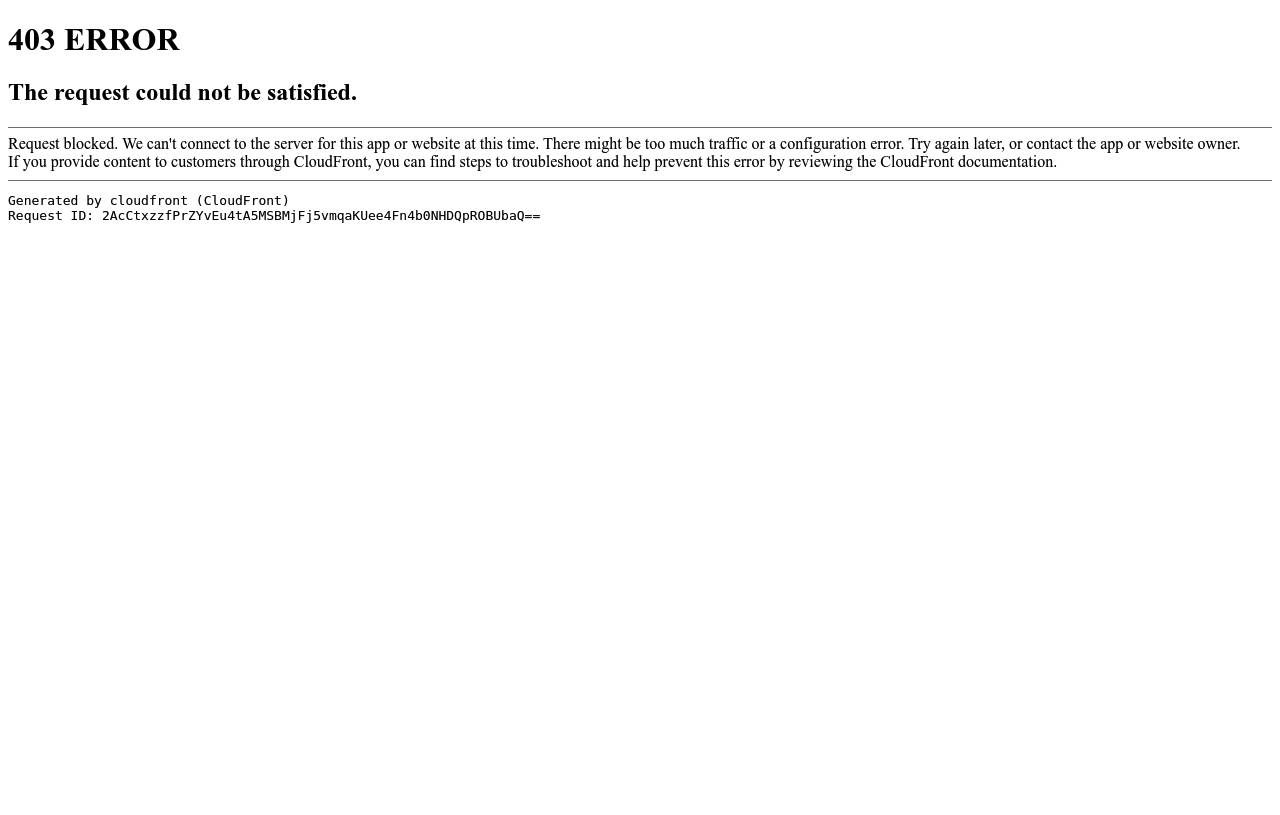 403 ERROR
The request could not be satisfied.
Request blocked. We can't connect to the server for this app or website at this time. There might be too much traffic or a configuration error. Try again later, or contact the app or website owner.
If you provide content to customers through CloudFront, you can find steps to troubleshoot and help prevent this error by reviewing the CloudFront documentation.
Generated by cloudfront (CloudFront)
Request ID: 2AcCtxzzfPrZYvEu4tA5MSBMjFj5vmqaKUee4Fn4b0NHDQpROBUbaQ==